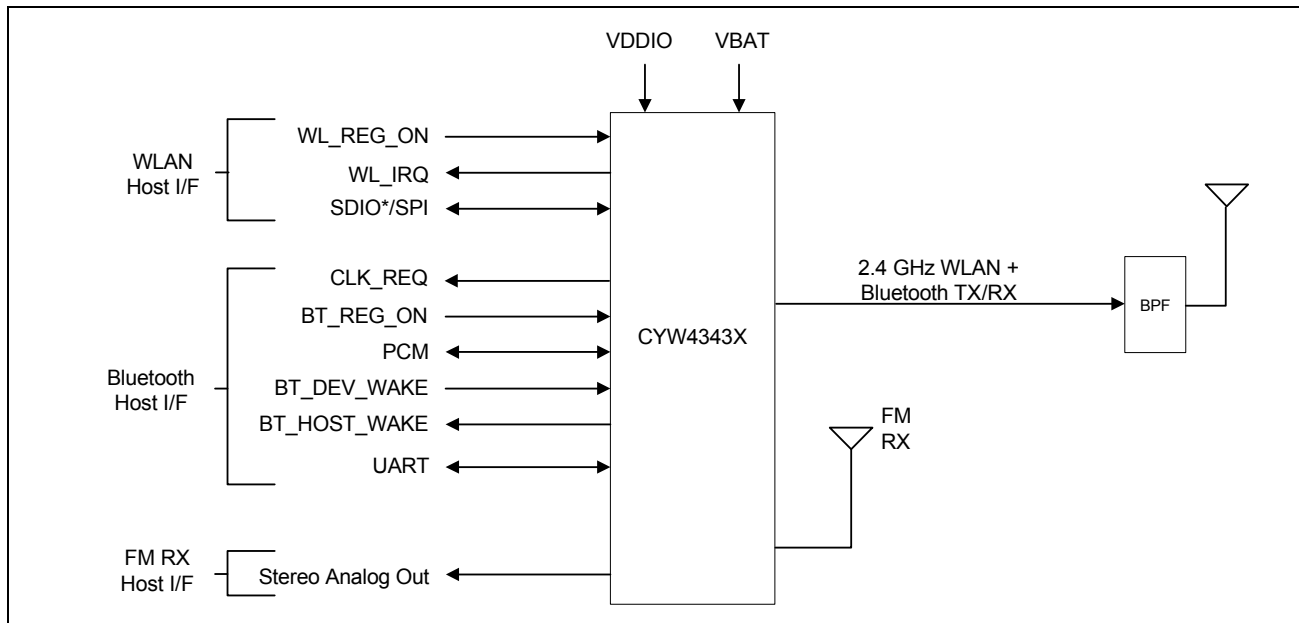 VDDIO
VBAT
WLAN
Host I/F
WL_REG_ON
WL_IRQ
SDIO*/SPI
Bluetooth
Host I/F
CLK_REQ
BT_REG_ON
PCM
BT_DEV_WAKE
BT_HOST_WAKE
UART
FM RX
Host I/F
Stereo Analog Out
CYW4343X
2.4 GHz WLAN +
Bluetooth TX/RX
BPF
FM
RX